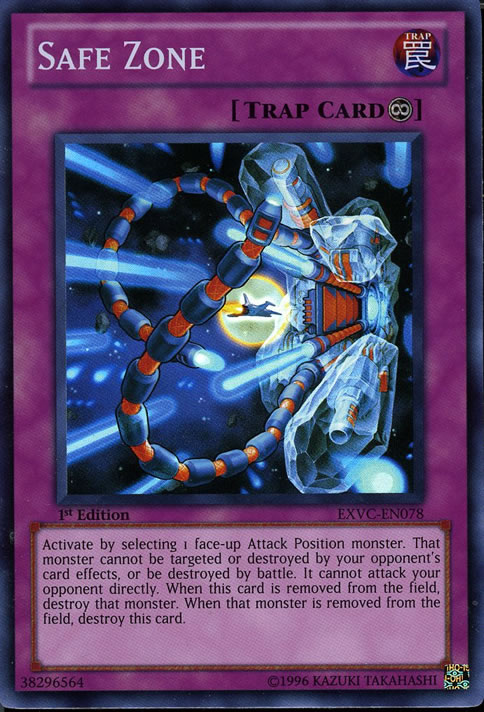 SAFE ZONE
TRAP
罠
[TRAP CARD]
1st Edition
EXVC-EN078
Activate by selecting 1 face-up Attack Position monster. That
monster cannot be targeted or destroyed by your opponent's
card effects, or be destroyed by battle. It cannot attack your
opponent directly. When this card is removed from the field,
destroy that monster. When that monster is removed from the
field, destroy this card.
38296564
©1996 KAZUKI TAKAHASHI